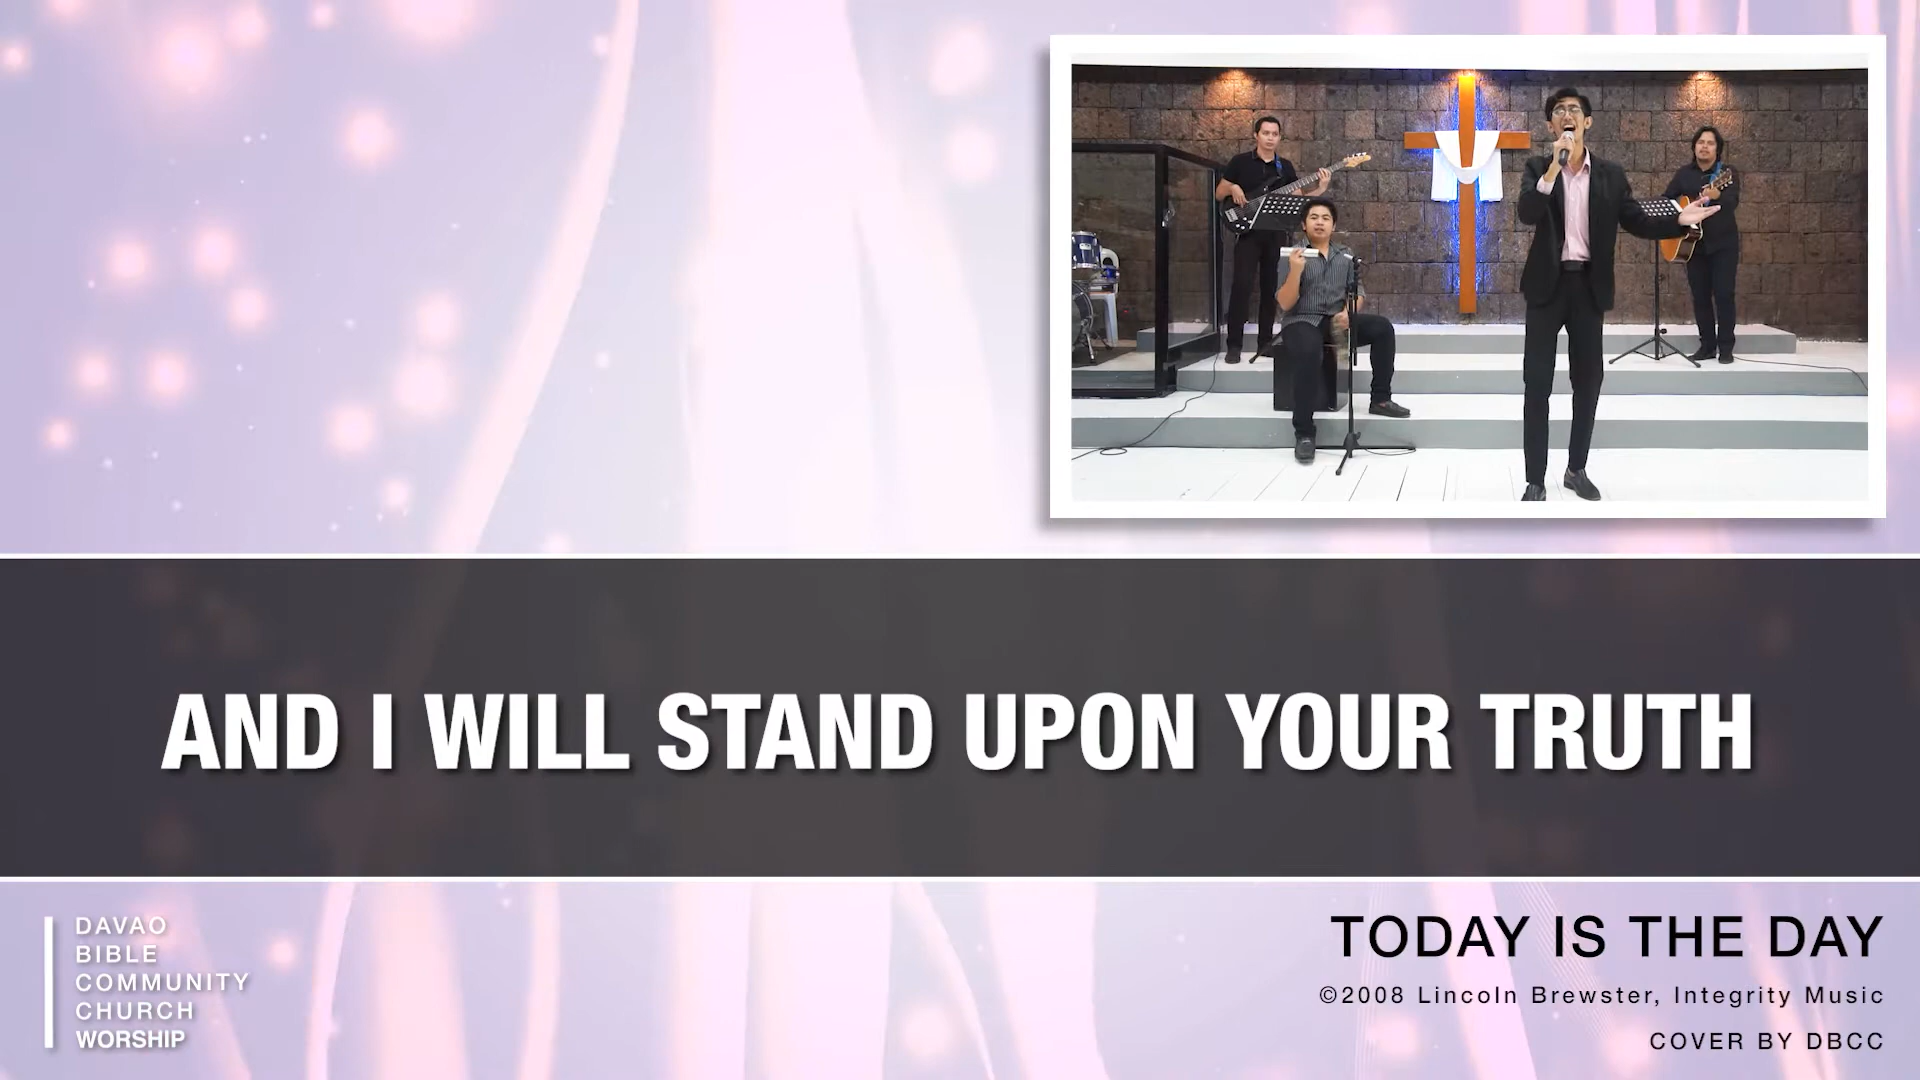 AND I WILL STAND UPON YOUR TRUTH
DAVAO
BIBLE
COMMUNITY
CHURCH
WORSHIP
TODAY IS THE DAY
©2008 Lincoln Brewster, Integrity Music
COVER BY DBCC